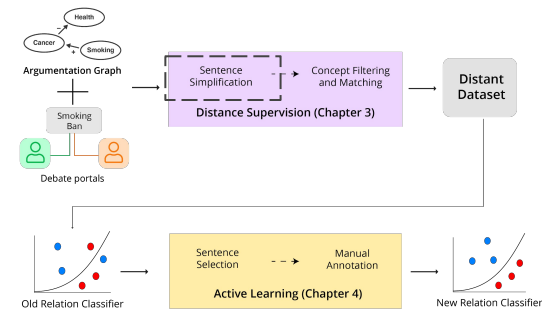 Health
Cancer
Smoking
−
+
Argumentation Graph
Smoking
Ban
Debate portals
Sentence
Simplification
Concept Filtering
and Matching
Distance Supervision (Chapter 3)
Distant
Dataset
Old Relation Classifier
Sentence
Selection
Manual
Annotation
Active Learning (Chapter 4)
New Relation Classifier